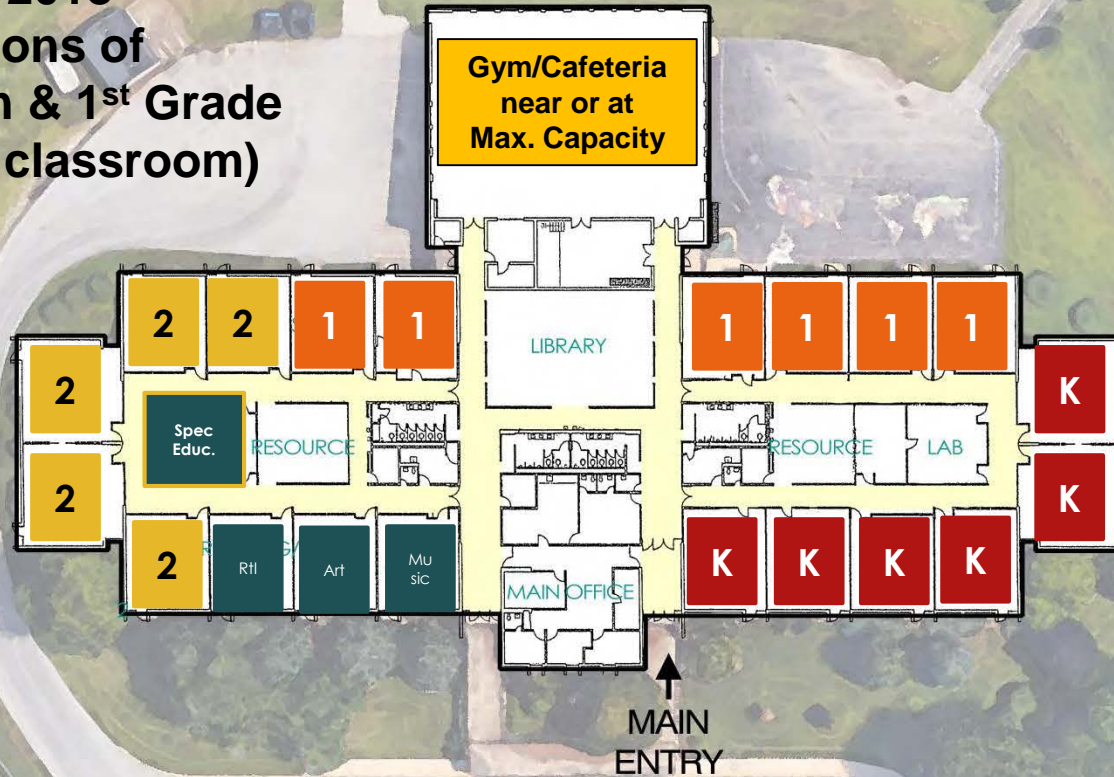 ons of
& 1st Grade
classroom)
Gym/Cafeteria
near or at
Max. Capacity
2
2
1
1
LIBRARY
1
1
1
1
2
2
Spec
Educ.
RESOURCE
RESOURCE
LAB
K
K
2
RtI
Art
Mu
sic
MAIN OFFICE
K
K
K
K
MAIN
ENTRY